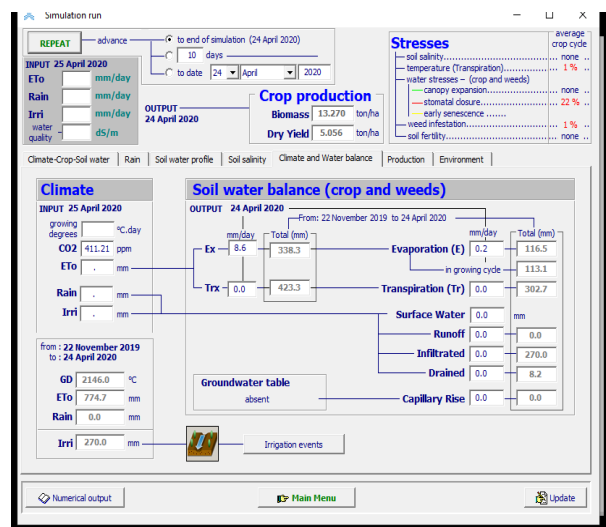 Simulation run
REPEAT advance to end of simulation (24 April 2020)
10 days
to date 24 April 2020
INPUT 25 April 2020
ETo mm/day
Rain mm/day
Irri mm/day
water quality dS/m
OUTPUT
24 April 2020
Crop production
Biomass 13.270 ton/ha
Dry Yield 5.056 ton/ha
Stresses average
crop cycle
soil salinity............ none ..
temperature (Transpiration)............ 1 % ..
water stresses - (crop and weeds)
canopy expansion............ none ..
stomatal closure............ 22 % ..
early senescence .......
weed infestation............ 1 % ..
soil fertility............ none ..
Climate-Crop-Soil water Rain Soil water profile Soil salinity Climate and Water balance Production Environment
Climate
INPUT 25 April 2020
growing degrees °C.day
CO2 411.21 ppm
ETo . mm
Rain . mm
Irri . mm
from : 22 November 2019
to : 24 April 2020
GD 2146.0 °C
ETo 774.7 mm
Rain 0.0 mm
Irri 270.0 mm
Soil water balance (crop and weeds)
OUTPUT 24 April 2020
From: 22 November 2019 to 24 April 2020
mm/day Total (mm) mm/day Total (mm)
Ex 8.6 338.3 Evaporation (E) 0.2 116.5
in growing cycle 113.1
Trx 0.0 423.3 Transpiration (Tr) 0.0 302.7
Surface Water 0.0 mm
Runoff 0.0 0.0
Infiltrated 0.0 270.0
Drained 0.0 8.2
Groundwater table
absent
Capillary Rise 0.0 0.0
Irrigation events
Numerical output Main Menu Update